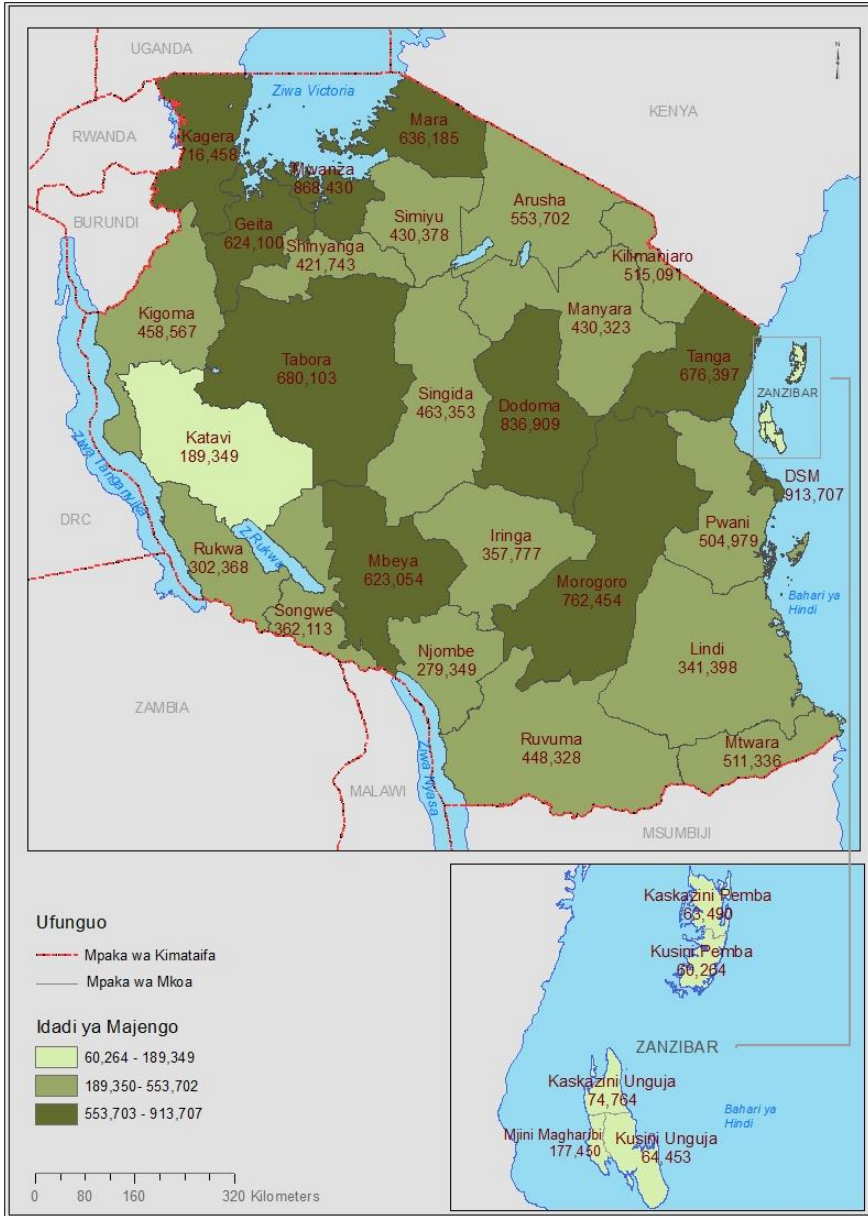 N
UGANDA
Ziwa Victoria
KENYA
RWANDA
Kagera
716,458
Mara
636,185
Mwanza
868,430
BURUNDI
Geita
624,100
Simiyu
430,378
Arusha
553,702
Shinyanga
421,743
Kilimanjaro
515,091
Kigoma
458,567
Manyara
430,323
Tabora
680,103
Tanga
676,397
Singida
463,353
Dodoma
836,909
ZANZIBAR
Katavi
189,349
Ziwa Tanganyika
DSM
913,707
DRC
Pwani
504,979
Z Rukwa
Rukwa
302,368
Mbeya
623,054
Iringa
357,777
Morogoro
762,454
Bahari ya
Hindi
Songwe
362,113
Njombe
279,349
Lindi
341,398
ZAMBIA
Ruvuma
448,328
Mtwara
511,336
Ziwa Nyasa
MALAWI
MSUMBIJI
Ufunguo
Mpaka wa Kimataifa
Mpaka wa Mkoa
Idadi ya Majengo
60,264 - 189,349
189,350- 553,702
553,703 - 913,707
0 80 160 320 Kilometers
Kaskazini Pemba
63,490
Kusini Pemba
60,264
ZANZIBAR
Kaskazini Unguja
74,764
Bahari ya
Hindi
Mjini Magharibi
177,450
Kusini Unguja
64,453